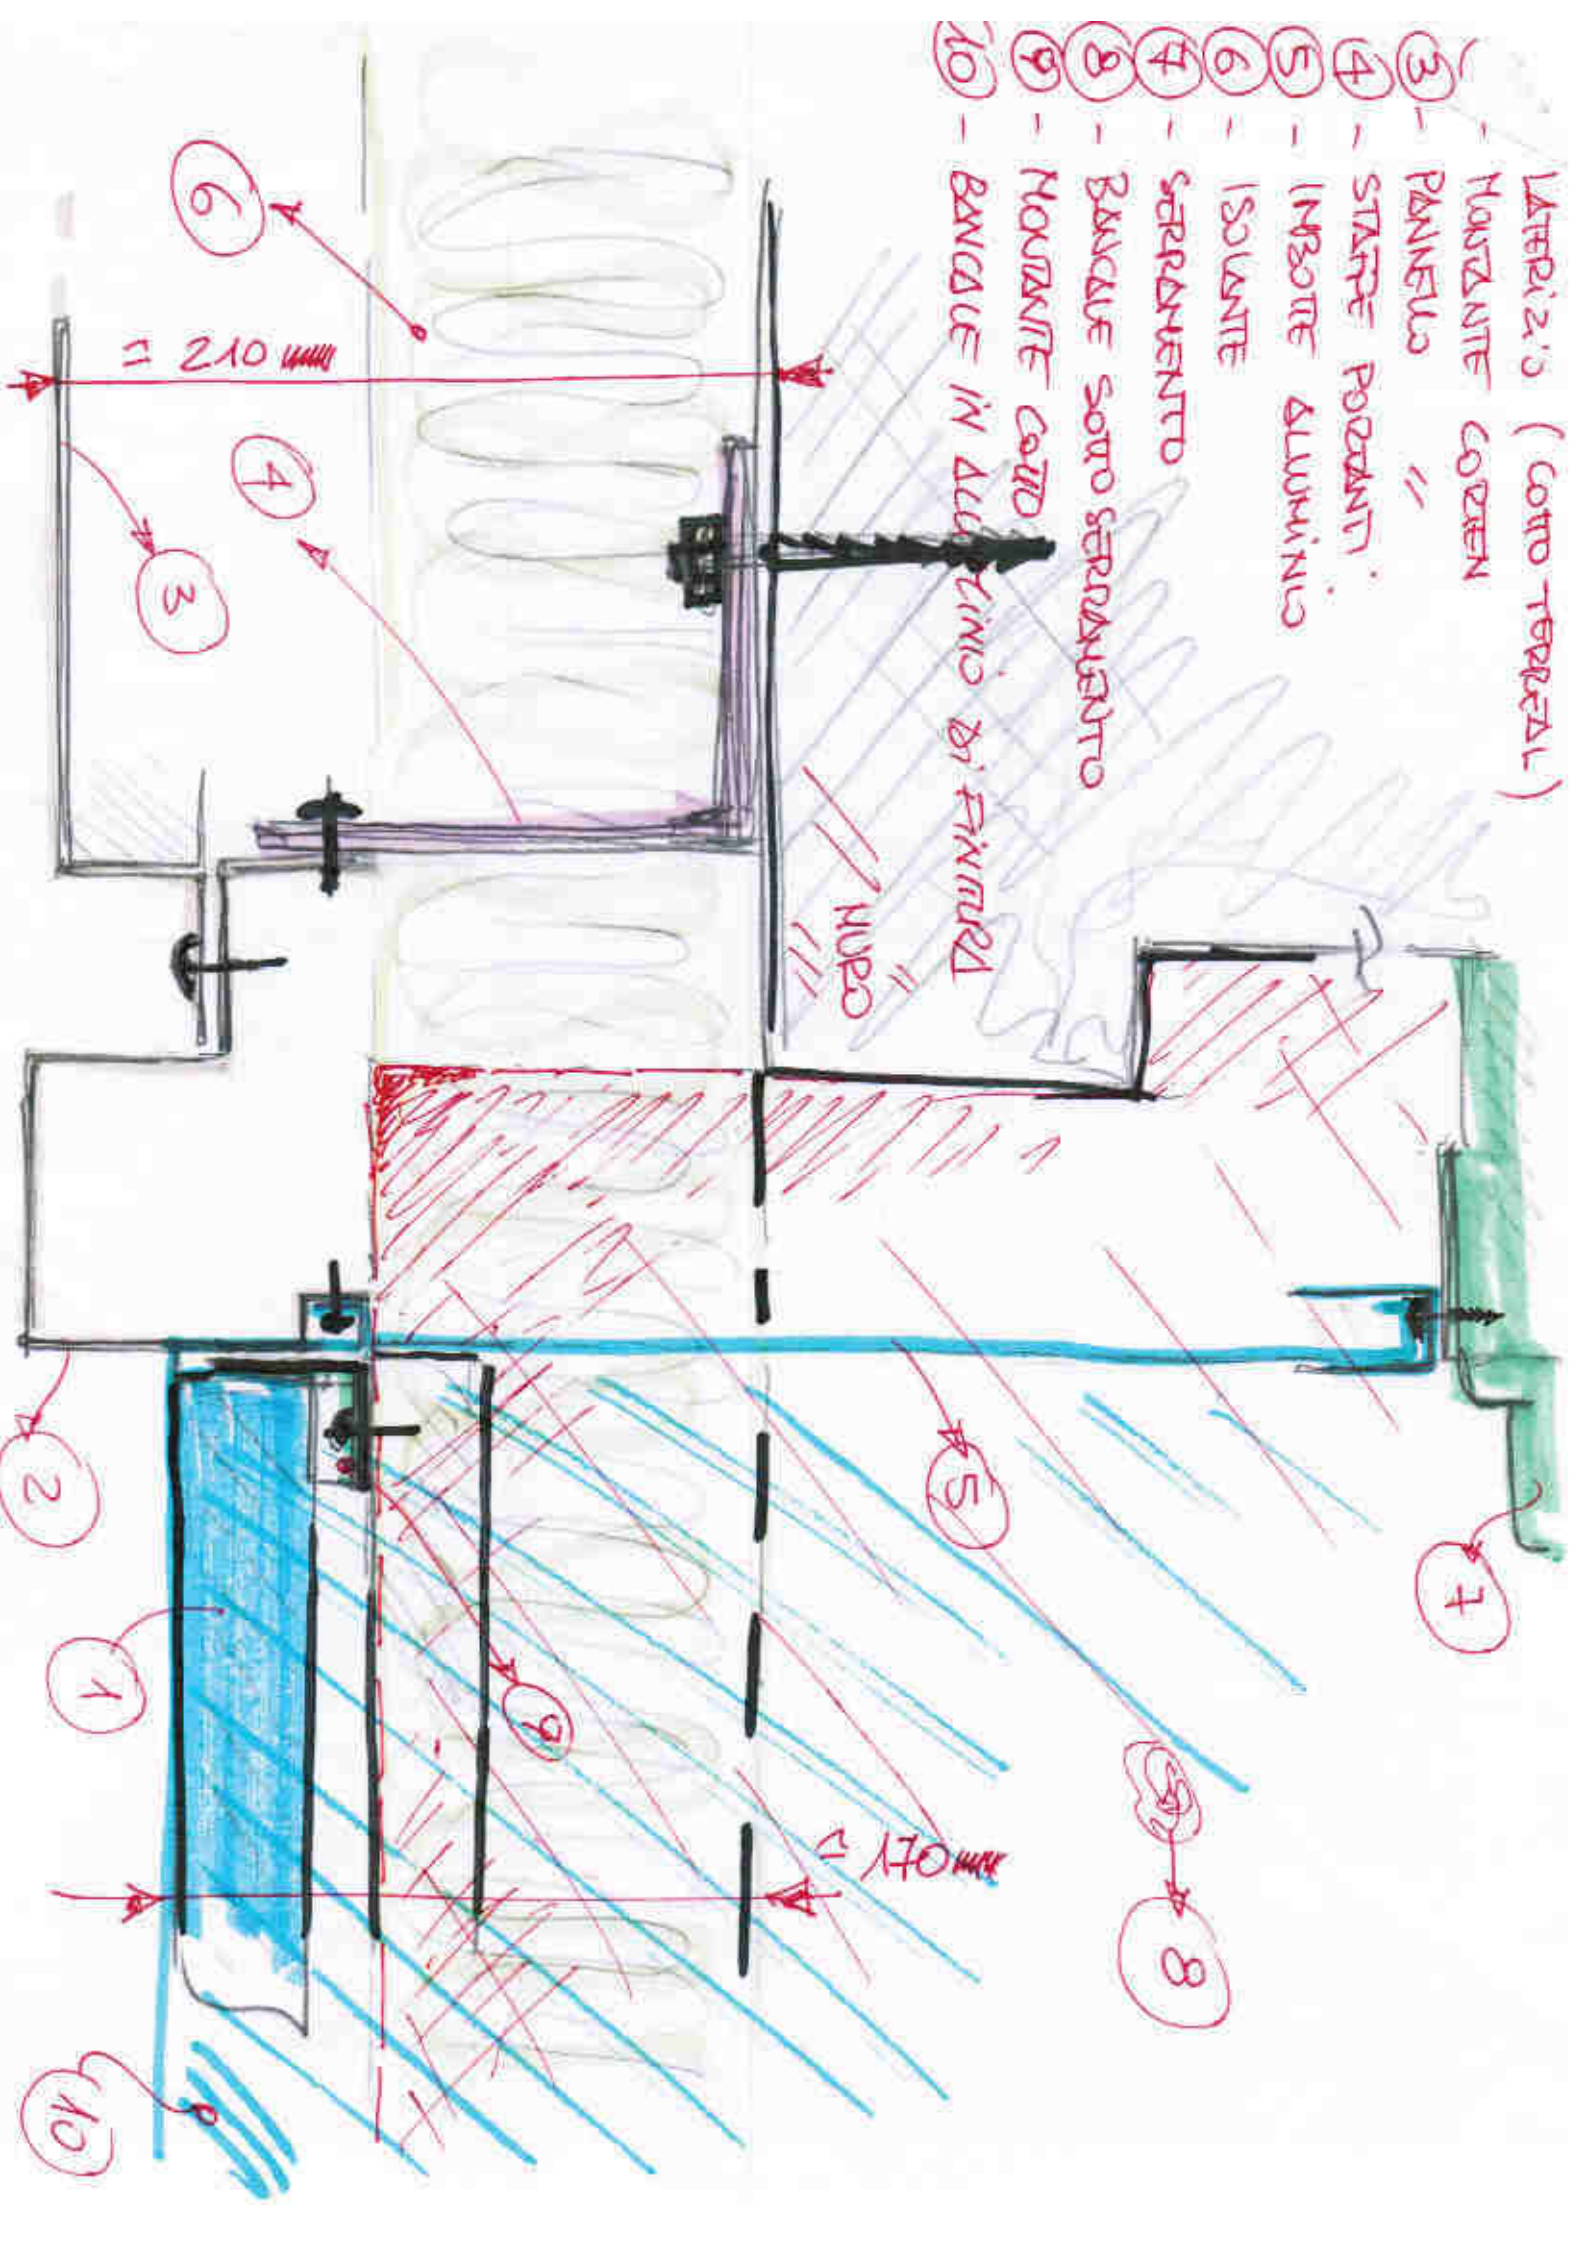 - LATERIZIO (COTTO TERREAL)
- MONTANTE CORTEN
③ - PANNELLO "
④ - STAFFE PORTANTI
⑤ - IMBOTTE ALLUMINIO
⑥ - ISOLANTE
⑦ - SERRAMENTO
⑧ - BANCALE SOTTO SERRAMENTO
⑨ - MONTANTE COTTO
⑩ - BANCALE IN ALLUMINIO DI FINITURA
MURO
7
5
8
≃ 170 mm
9
6
≃ 210 mm
4
3
2
1
10